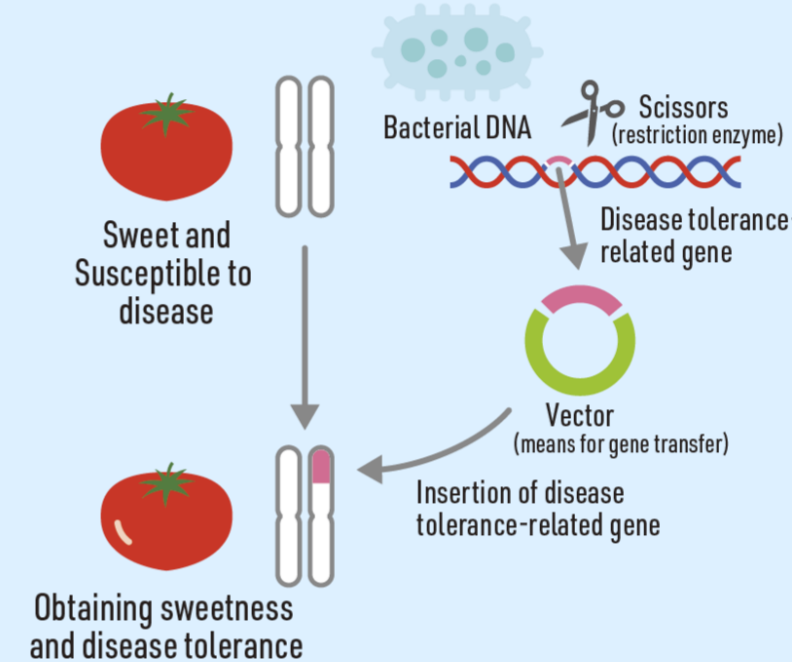 Bacterial DNA
Scissors
(restriction enzyme)
Sweet and
Susceptible to
disease
Disease tolerance-
related gene
Vector
(means for gene transfer)
Insertion of disease
tolerance-related gene
Obtaining sweetness
and disease tolerance